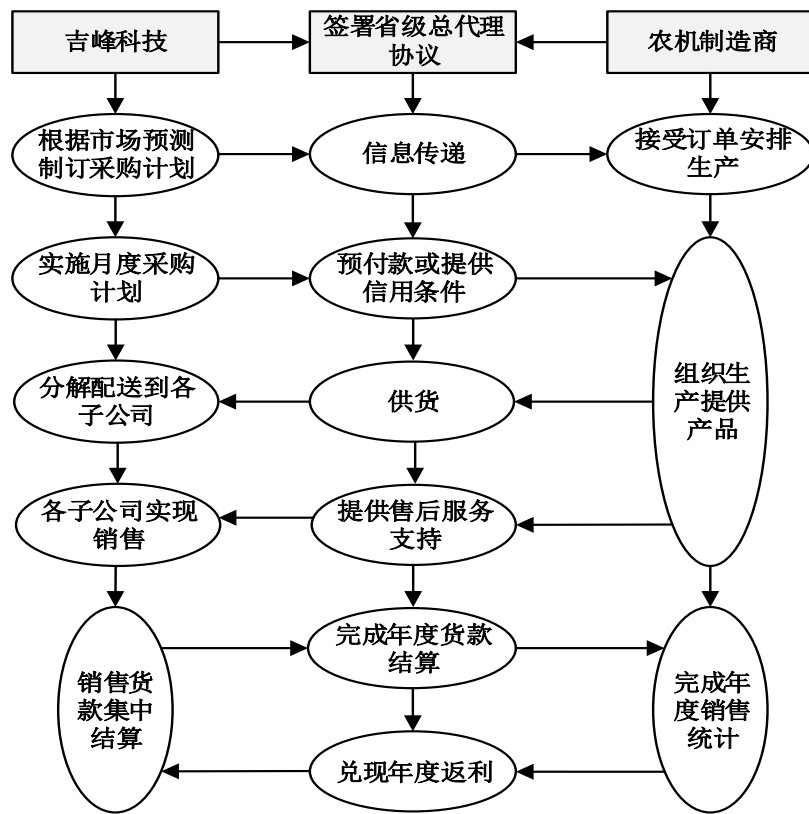 吉峰科技
签署省级总代理
协议
农机制造商
根据市场预测
制订采购计划
信息传递
接受订单安排
生产
实施月度采购
计划
预付款或提供
信用条件
组织生
产提供
产品
分解配送到各
子公司
供货
各子公司实现
销售
提供售后服务
支持
销售货
款集中
结算
完成年度货款
结算
完成年
度销售
统计
兑现年度返利